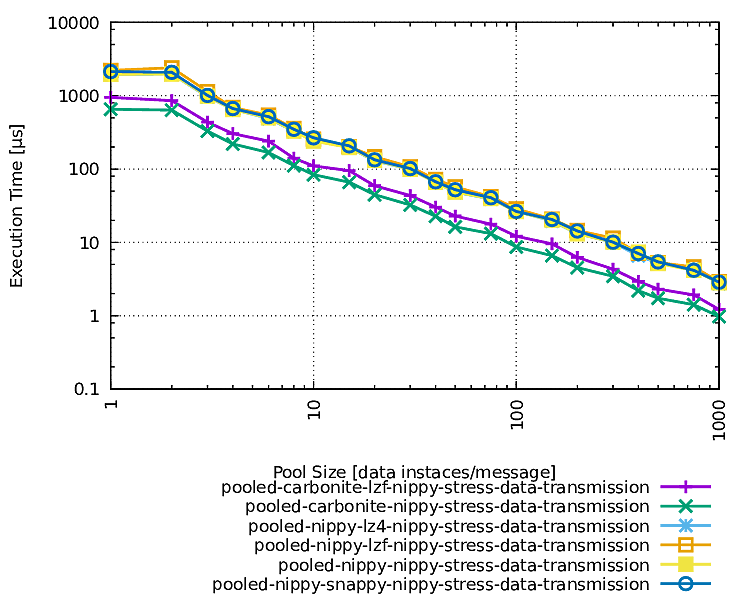 10000
1000
100
10
1
0.1
Execution Time [µs]
1
10
100
1000
Pool Size [data instaces/message]
pooled-carbonite-lzf-nippy-stress-data-transmission
pooled-carbonite-nippy-stress-data-transmission
pooled-nippy-lz4-nippy-stress-data-transmission
pooled-nippy-lzf-nippy-stress-data-transmission
pooled-nippy-nippy-stress-data-transmission
pooled-nippy-snappy-nippy-stress-data-transmission